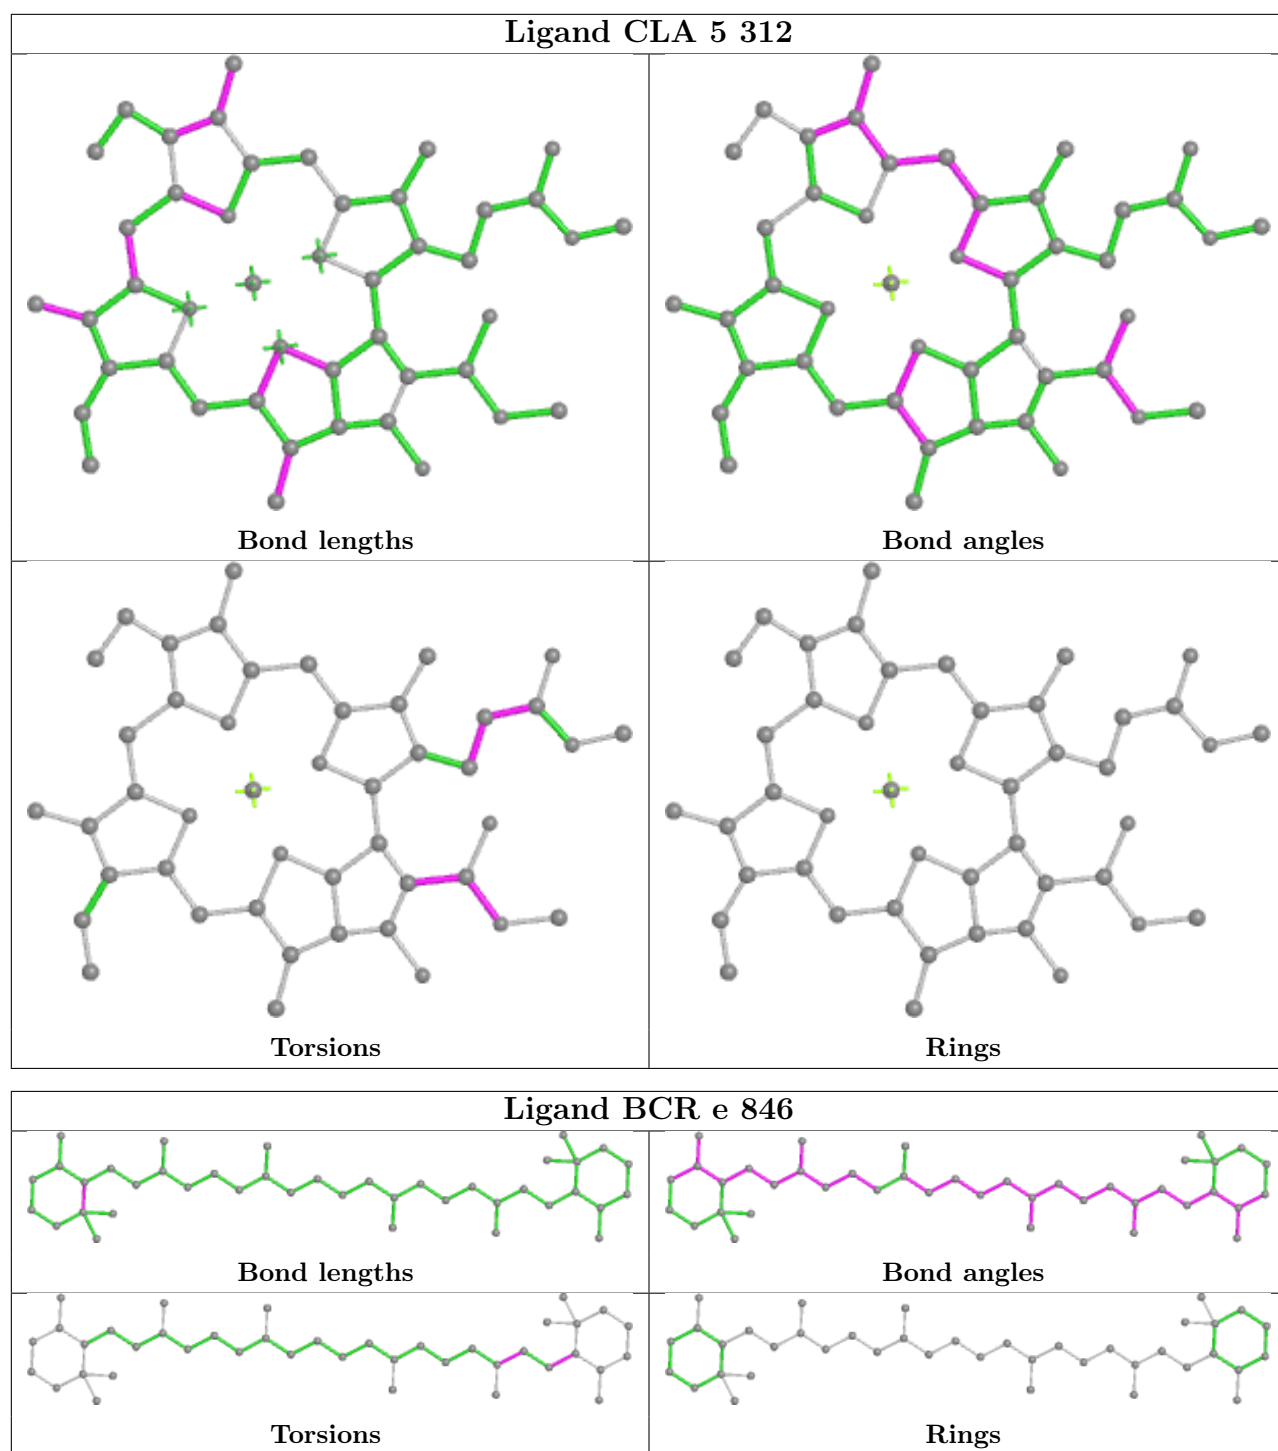 Ligand CLA 5 312
Bond lengths
Bond angles
Torsions
Rings
Ligand BCR e 846
Bond lengths
Bond angles
Torsions
Rings